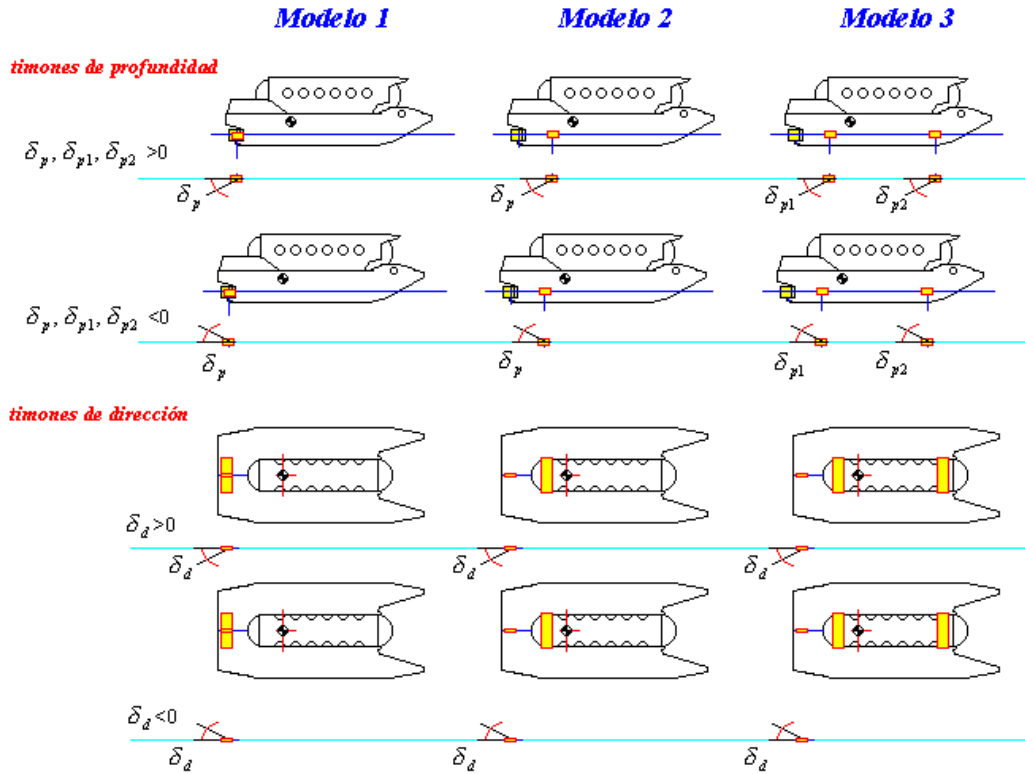 Modelo 1 Modelo 2 Modelo 3
timones de profundidad
δp, δp1, δp2 >0
δp δp δp1 δp2
δp, δp1, δp2 <0
δp δp δp1 δp2
timones de dirección
δd >0
δd δd δd
δd <0
δd δd δd